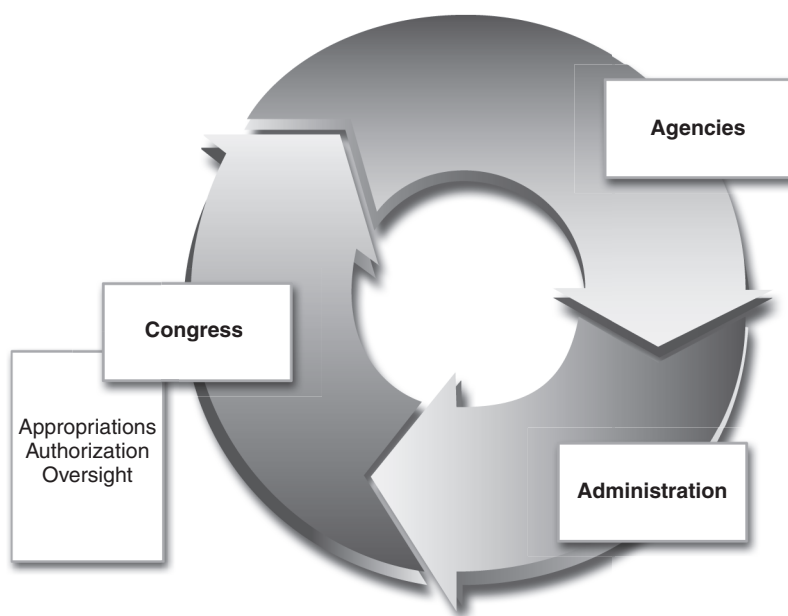 Agencies
Congress
Appropriations
Authorization
Oversight
Administration